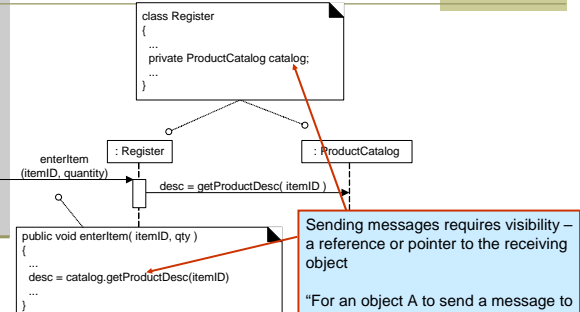 class Register
{
...
private ProductCatalog catalog;
...
}
: Register
: ProductCatalog
enterItem
(itemID, quantity)
desc = getProductDesc( itemID )
public void enterItem( itemID, qty )
{
...
desc = catalog.getProductDesc(itemID)
...
}
Sending messages requires visibility –
a reference or pointer to the receiving
object
“For an object A to send a message to